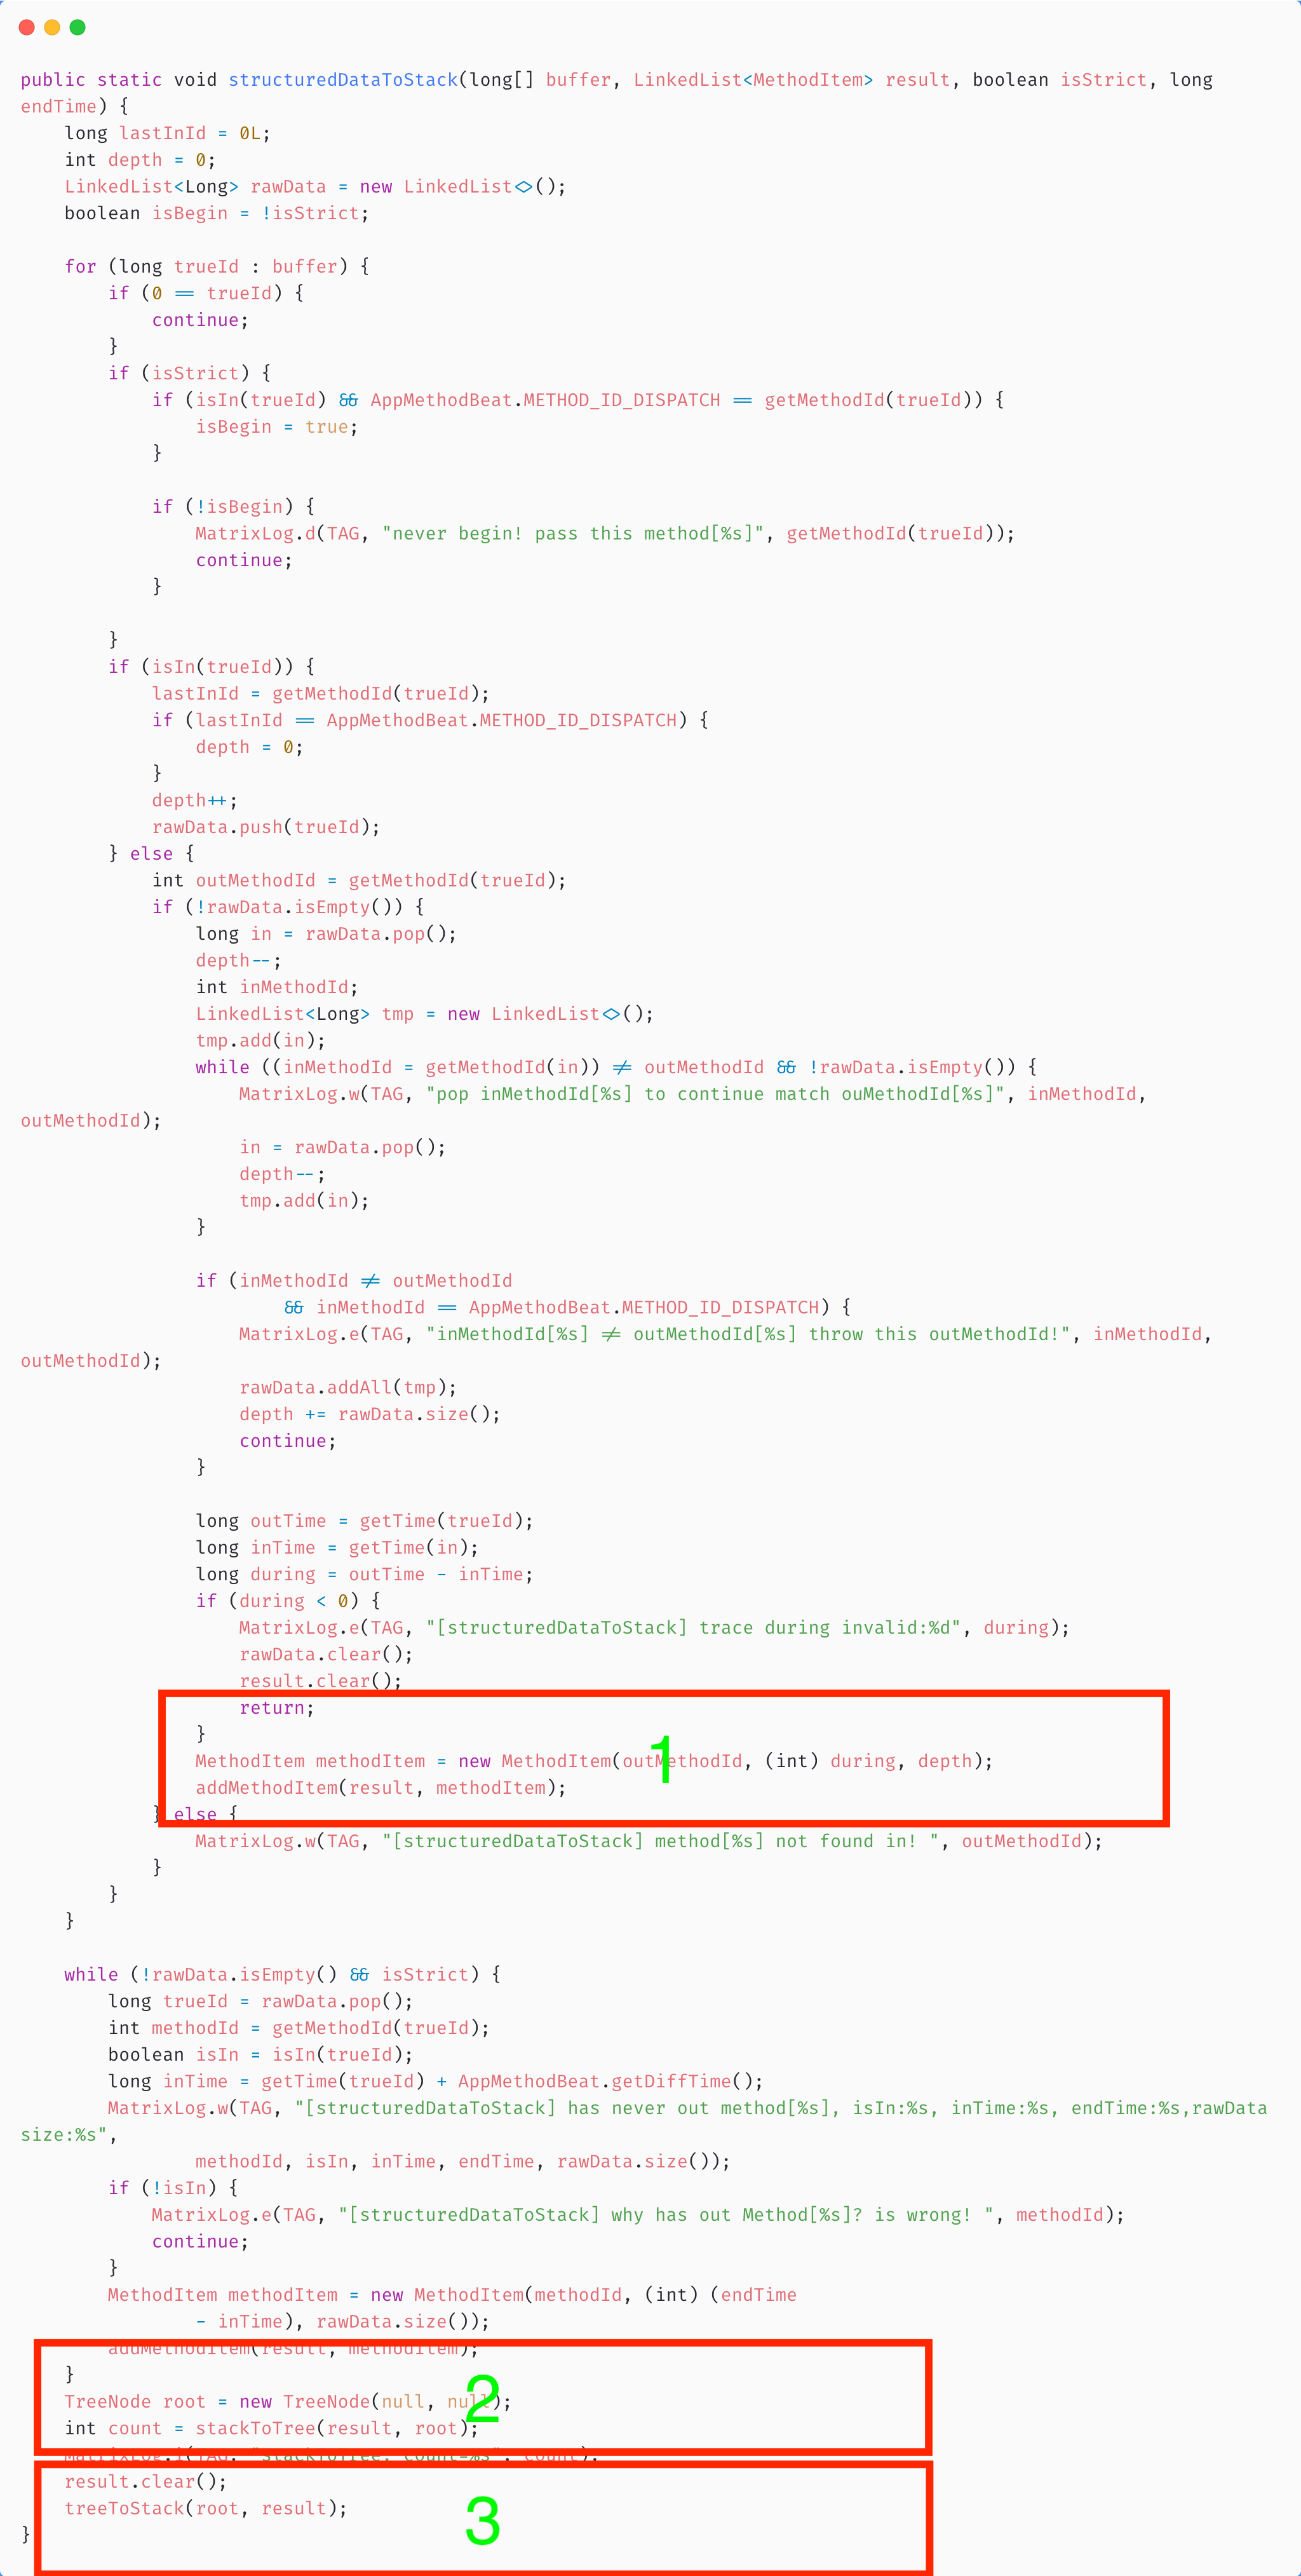 public static void structuredDataToStack(long[] buffer, LinkedList<MethodItem> result, boolean isStrict, long
endTime) {
    long lastInId = 0L;
    int depth = 0;
    LinkedList<Long> rawData = new LinkedList<>();
    boolean isBegin = !isStrict;

    for (long trueId : buffer) {
        if (0 == trueId) {
            continue;
        }
        if (isStrict) {
            if (isIn(trueId) && AppMethodBeat.METHOD_ID_DISPATCH == getMethodId(trueId)) {
                isBegin = true;
            }

            if (!isBegin) {
                MatrixLog.d(TAG, "never begin! pass this method[%s]", getMethodId(trueId));
                continue;
            }

        }
        if (isIn(trueId)) {
            lastInId = getMethodId(trueId);
            if (lastInId == AppMethodBeat.METHOD_ID_DISPATCH) {
                depth = 0;
            }
            depth++;
            rawData.push(trueId);
        } else {
            int outMethodId = getMethodId(trueId);
            if (!rawData.isEmpty()) {
                long in = rawData.pop();
                depth--;
                int inMethodId;
                LinkedList<Long> tmp = new LinkedList<>();
                tmp.add(in);
                while ((inMethodId = getMethodId(in)) != outMethodId && !rawData.isEmpty()) {
                    MatrixLog.w(TAG, "pop inMethodId[%s] to continue match ouMethodId[%s]", inMethodId,
outMethodId);
                    in = rawData.pop();
                    depth--;
                    tmp.add(in);
                }

                if (inMethodId != outMethodId
                        && inMethodId == AppMethodBeat.METHOD_ID_DISPATCH) {
                    MatrixLog.e(TAG, "inMethodId[%s] != outMethodId[%s] throw this outMethodId!", inMethodId,
outMethodId);
                    rawData.addAll(tmp);
                    depth += rawData.size();
                    continue;
                }

                long outTime = getTime(trueId);
                long inTime = getTime(in);
                long during = outTime - inTime;
                if (during < 0) {
                    MatrixLog.e(TAG, "[structuredDataToStack] trace during invalid:%d", during);
                    rawData.clear();
                    result.clear();
                    return;
                }
                MethodItem methodItem = new MethodItem(outMethodId, (int) during, depth);
                addMethodItem(result, methodItem);
            } else {
                MatrixLog.w(TAG, "[structuredDataToStack] method[%s] not found in! ", outMethodId);
            }
        }
    }
1

    while (!rawData.isEmpty() && isStrict) {
        long trueId = rawData.pop();
        int methodId = getMethodId(trueId);
        boolean isIn = isIn(trueId);
        long inTime = getTime(trueId) + AppMethodBeat.getDiffTime();
        MatrixLog.w(TAG, "[structuredDataToStack] has never out method[%s], isIn:%s, inTime:%s, endTime:%s,rawData
size:%s",
                methodId, isIn, inTime, endTime, rawData.size());
        if (!isIn) {
            MatrixLog.e(TAG, "[structuredDataToStack] why has out Method[%s]? is wrong! ", methodId);
            continue;
        }
        MethodItem methodItem = new MethodItem(methodId, (int) (endTime
                - inTime), rawData.size());
        addMethodItem(result, methodItem);
    }
    TreeNode root = new TreeNode(null, null);
    int count = stackToTree(result, root);
2
    MatrixLog.i(TAG, "stackToTree: count=%s", count);
    result.clear();
    treeToStack(root, result);
3
}